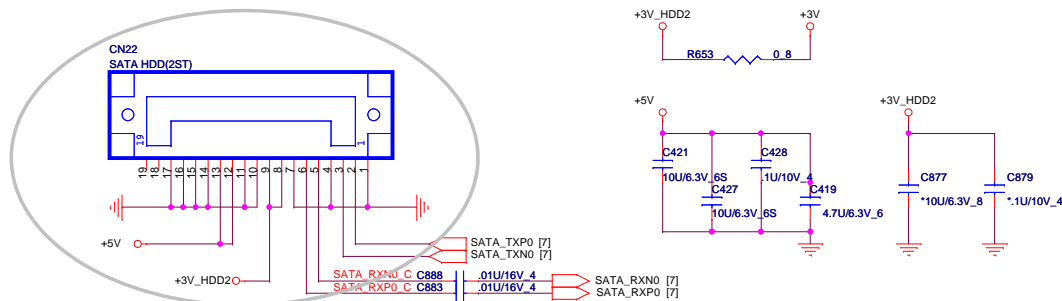 CN22
SATA HDD(2ST)
19
1
19
18
17
16
15
14
13
12
11
10
9
8
7
6
5
4
3
2
1
+5V
+3V_HDD2
SATA_TXP0 [7]
SATA_TXN0 [7]
SATA_RXN0_C C888 .01U/16V_4 SATA_RXN0 [7]
SATA_RXP0_C C883 .01U/16V_4 SATA_RXP0 [7]
+3V_HDD2 +3V
R653 0_8
+5V
C421
10U/6.3V_6S
C427
10U/6.3V_6S
C428
.1U/10V_4
C419
4.7U/6.3V_6
+3V_HDD2
C877
*10U/6.3V_8
C879
*.1U/10V_4